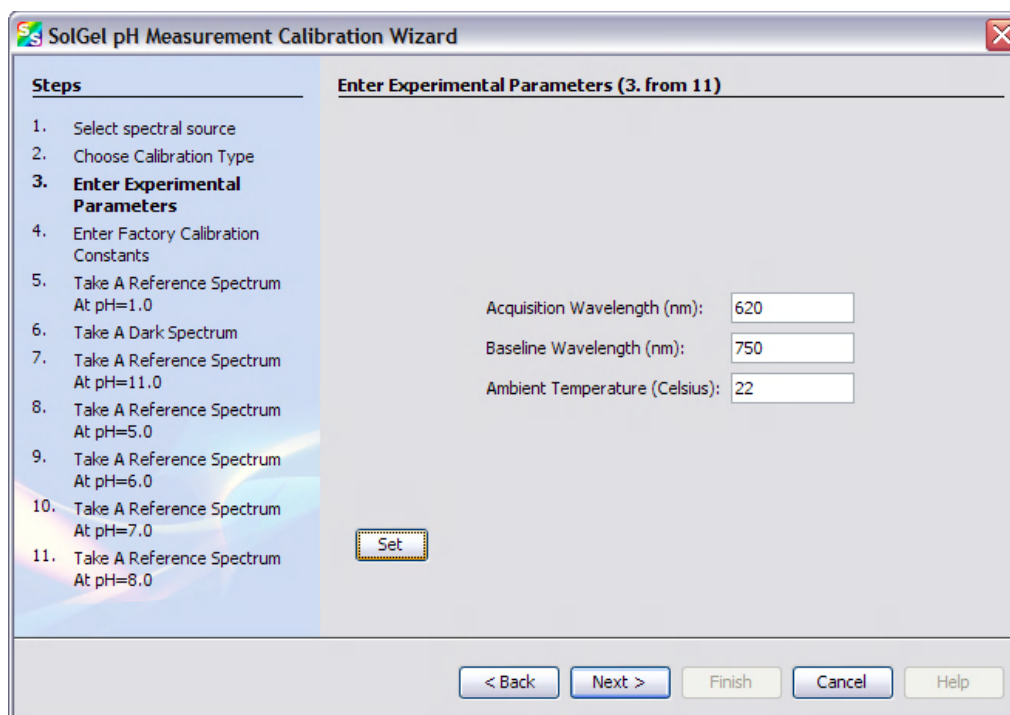 SolGel pH Measurement Calibration Wizard
Steps
1. Select spectral source
2. Choose Calibration Type
3. Enter Experimental
Parameters
4. Enter Factory Calibration
Constants
5. Take A Reference Spectrum
At pH=1.0
6. Take A Dark Spectrum
7. Take A Reference Spectrum
At pH=11.0
8. Take A Reference Spectrum
At pH=5.0
9. Take A Reference Spectrum
At pH=6.0
10. Take A Reference Spectrum
At pH=7.0
11. Take A Reference Spectrum
At pH=8.0
Enter Experimental Parameters (3. from 11)
Acquisition Wavelength (nm): 620
Baseline Wavelength (nm): 750
Ambient Temperature (Celsius): 22
Set
< Back Next > Finish Cancel Help